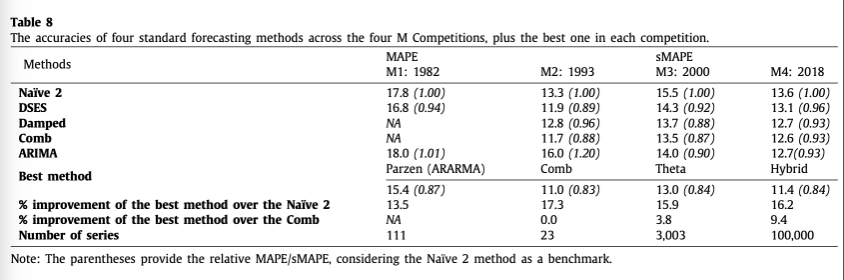 Table 8
The accuracies of four standard forecasting methods across the four M Competitions, plus the best one in each competition.
Methods MAPE sMAPE
M1: 1982 M2: 1993 M3: 2000 M4: 2018
Naïve 2 17.8 (1.00) 13.3 (1.00) 15.5 (1.00) 13.6 (1.00)
DSES 16.8 (0.94) 11.9 (0.89) 14.3 (0.92) 13.1 (0.96)
Damped NA 12.8 (0.96) 13.7 (0.88) 12.7 (0.93)
Comb NA 11.7 (0.88) 13.5 (0.87) 12.6 (0.93)
ARIMA 18.0 (1.01) 16.0 (1.20) 14.0 (0.90) 12.7(0.93)
Best method Parzen (ARARMA) Comb Theta Hybrid
15.4 (0.87) 11.0 (0.83) 13.0 (0.84) 11.4 (0.84)
% improvement of the best method over the Naïve 2 13.5 17.3 15.9 16.2
% improvement of the best method over the Comb NA 0.0 3.8 9.4
Number of series 111 23 3,003 100,000
Note: The parentheses provide the relative MAPE/sMAPE, considering the Naïve 2 method as a benchmark.